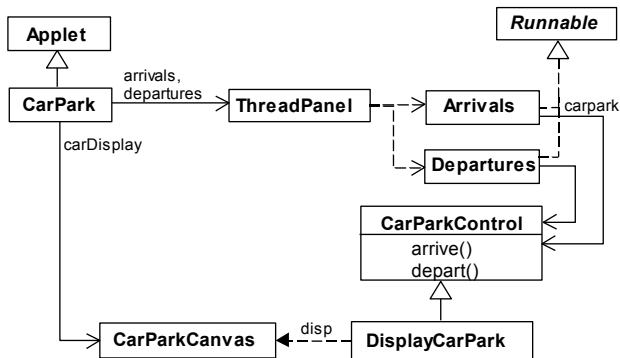 Runnable
Applet
arrivals,
departures
CarPark
ThreadPanel
Arrivals
carpark
carDisplay
Departures
CarParkControl
arrive()
depart()
disp
CarParkCanvas
DisplayCarPark